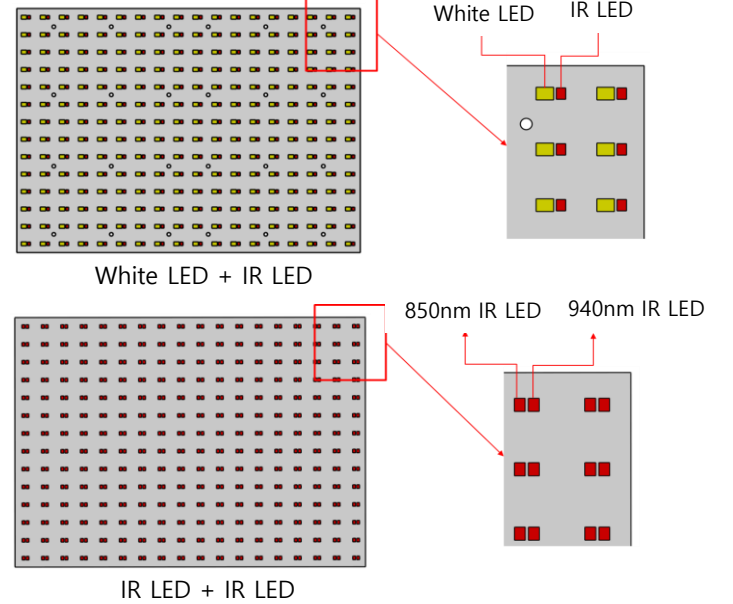 White LED
IR LED
White LED + IR LED
850nm IR LED
940nm IR LED
IR LED + IR LED